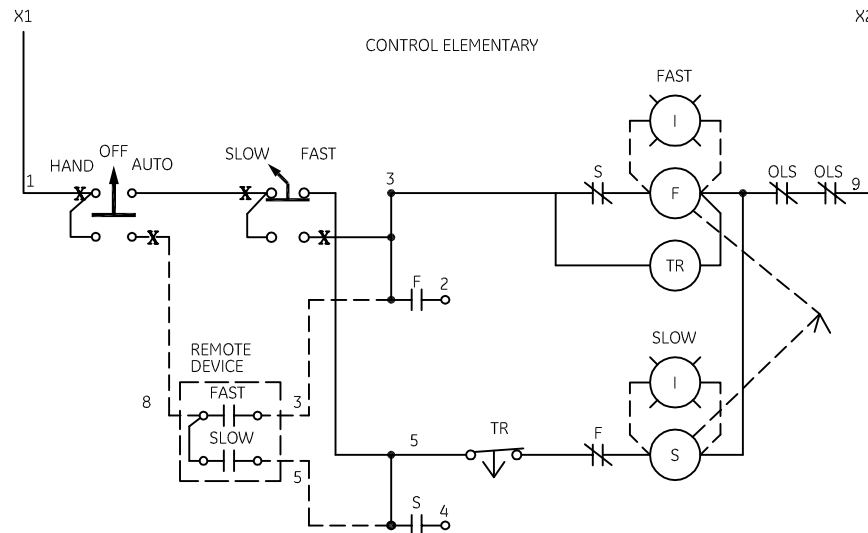 X1
X2
CONTROL ELEMENTARY
FAST
I
HAND
OFF
AUTO
SLOW
FAST
1
X
X
3
S
F
OLS
OLS
9
X
X
TR
F
2
REMOTE
DEVICE
SLOW
I
8
FAST
3
SLOW
5
5
TR
F
S
S
4